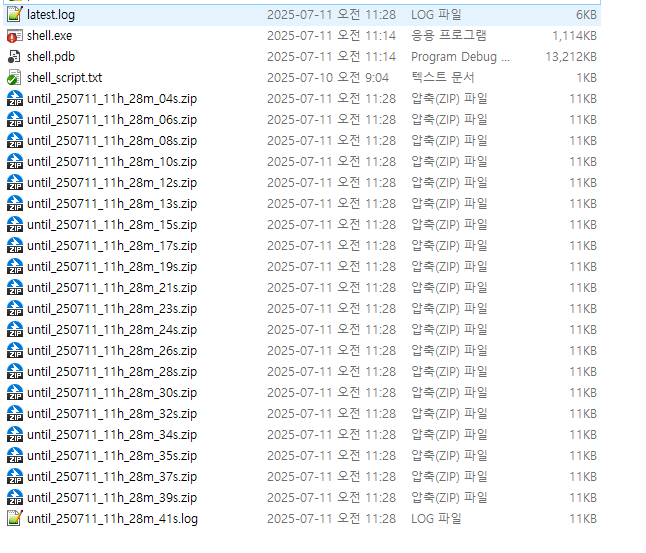 latest.log 2025-07-11 오전 11:28 LOG 파일 6KB
shell.exe 2025-07-11 오전 11:14 응용 프로그램 1,114KB
shell.pdb 2025-07-11 오전 11:14 Program Debug ... 13,212KB
shell_script.txt 2025-07-10 오전 9:04 텍스트 문서 1KB
until_250711_11h_28m_04s.zip 2025-07-11 오전 11:28 압축(ZIP) 파일 11KB
until_250711_11h_28m_06s.zip 2025-07-11 오전 11:28 압축(ZIP) 파일 11KB
until_250711_11h_28m_08s.zip 2025-07-11 오전 11:28 압축(ZIP) 파일 11KB
until_250711_11h_28m_10s.zip 2025-07-11 오전 11:28 압축(ZIP) 파일 11KB
until_250711_11h_28m_12s.zip 2025-07-11 오전 11:28 압축(ZIP) 파일 11KB
until_250711_11h_28m_13s.zip 2025-07-11 오전 11:28 압축(ZIP) 파일 11KB
until_250711_11h_28m_15s.zip 2025-07-11 오전 11:28 압축(ZIP) 파일 11KB
until_250711_11h_28m_17s.zip 2025-07-11 오전 11:28 압축(ZIP) 파일 11KB
until_250711_11h_28m_19s.zip 2025-07-11 오전 11:28 압축(ZIP) 파일 11KB
until_250711_11h_28m_21s.zip 2025-07-11 오전 11:28 압축(ZIP) 파일 11KB
until_250711_11h_28m_23s.zip 2025-07-11 오전 11:28 압축(ZIP) 파일 11KB
until_250711_11h_28m_24s.zip 2025-07-11 오전 11:28 압축(ZIP) 파일 11KB
until_250711_11h_28m_26s.zip 2025-07-11 오전 11:28 압축(ZIP) 파일 11KB
until_250711_11h_28m_28s.zip 2025-07-11 오전 11:28 압축(ZIP) 파일 11KB
until_250711_11h_28m_30s.zip 2025-07-11 오전 11:28 압축(ZIP) 파일 11KB
until_250711_11h_28m_32s.zip 2025-07-11 오전 11:28 압축(ZIP) 파일 11KB
until_250711_11h_28m_34s.zip 2025-07-11 오전 11:28 압축(ZIP) 파일 11KB
until_250711_11h_28m_35s.zip 2025-07-11 오전 11:28 압축(ZIP) 파일 11KB
until_250711_11h_28m_37s.zip 2025-07-11 오전 11:28 압축(ZIP) 파일 11KB
until_250711_11h_28m_39s.zip 2025-07-11 오전 11:28 압축(ZIP) 파일 11KB
until_250711_11h_28m_41s.log 2025-07-11 오전 11:28 LOG 파일 11KB